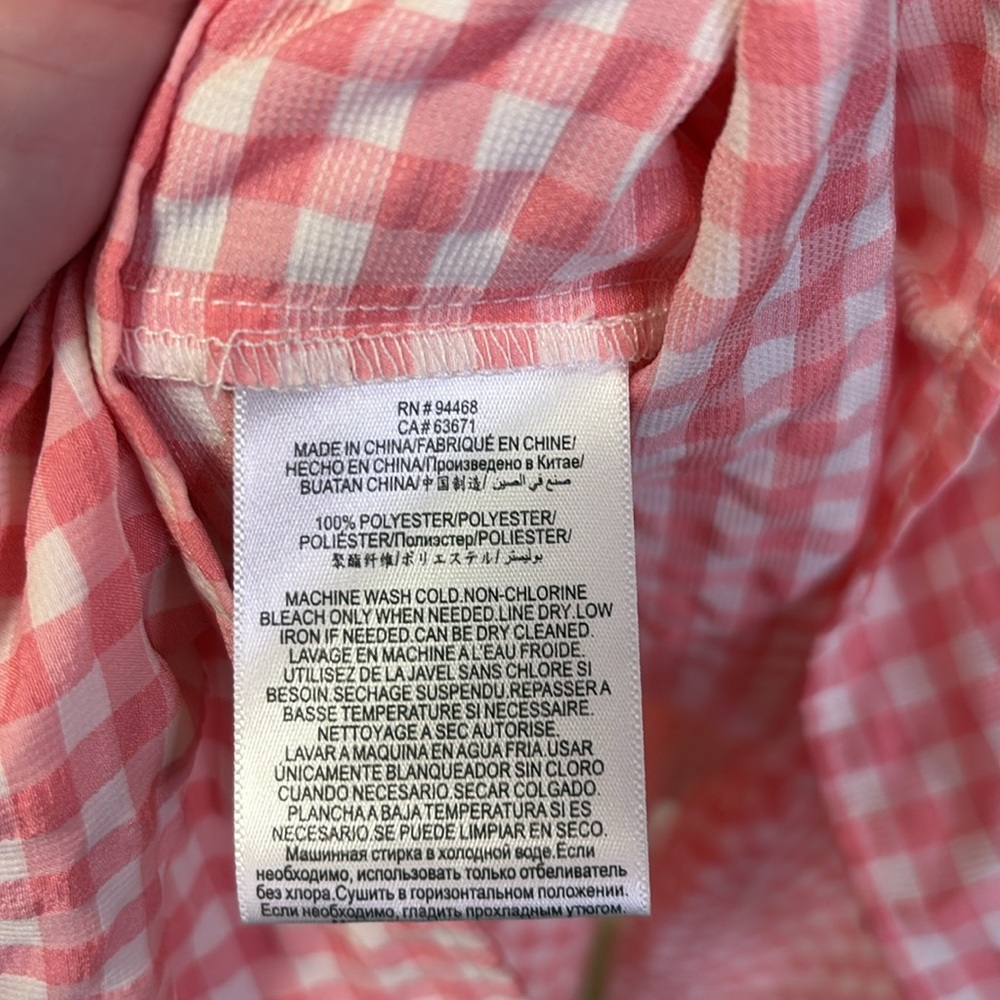 RN # 94468
CA # 63671
MADE IN CHINA/FABRIQUÉ EN CHINE/
HECHO EN CHINA/Произведено в Китае/
BUATAN CHINA/中国制造/ صنع في الصين
100% POLYESTER/POLYESTER/
POLIÉSTER/Полиэстер/POLIESTER/
聚酯纤维/ポリエステル/ بوليستر
MACHINE WASH COLD.NON-CHLORINE
BLEACH ONLY WHEN NEEDED.LINE DRY.LOW
IRON IF NEEDED.CAN BE DRY CLEANED.
LAVAGE EN MACHINE A L'EAU FROIDE.
UTILISEZ DE LA JAVEL SANS CHLORE SI
BESOIN.SECHAGE SUSPENDU.REPASSER A
BASSE TEMPERATURE SI NECESSAIRE.
NETTOYAGE A SEC AUTORISE.
LAVAR A MAQUINA EN AGUA FRIA.USAR
ÚNICAMENTE BLANQUEADOR SIN CLORO
CUANDO NECESARIO.SECAR COLGADO.
PLANCHA A BAJA TEMPERATURA SI ES
NECESARIO.SE PUEDE LIMPIAR EN SECO.
Машинная стирка в холодной воде.Если
необходимо, использовать только отбеливатель
без хлора.Сушить в горизонтальном положении.
Если необходимо, гладить прохладным утюгом.